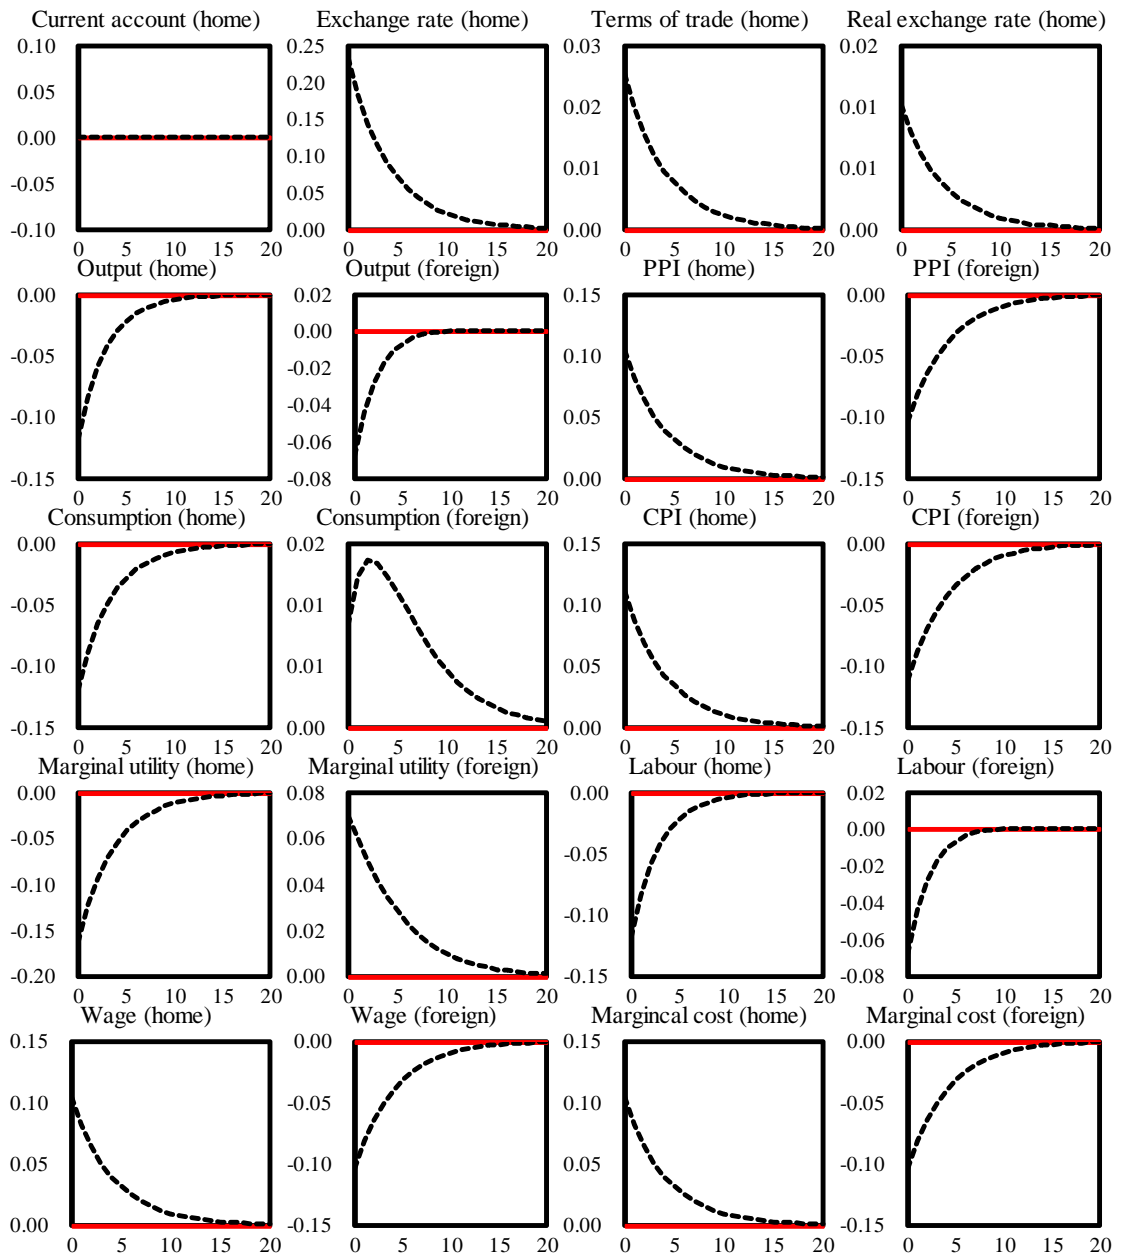 Current account (home) Exchange rate (home) Terms of trade (home) Real exchange rate (home)
0.10 0.25 0.03 0.02
0.05 0.20 0.02 0.01
0.00 0.15 0.01 0.01
-0.05 0.10 0.00 0.00
-0.10 0.05
0.00
0 5 10 15 20 0 5 10 15 20 0 5 10 15 20 0 5 10 15 20
Output (home) Output (foreign) PPI (home) PPI (foreign)
0.00 0.02 0.15 0.00
-0.05 0.00 0.10 -0.05
-0.10 -0.02 0.05 -0.10
-0.15 -0.04 0.00 -0.15
-0.06
-0.08
0 5 10 15 20 0 5 10 15 20 0 5 10 15 20 0 5 10 15 20
Consumption (home) Consumption (foreign) CPI (home) CPI (foreign)
0.00 0.02 0.15 0.00
-0.05 0.01 0.10 -0.05
-0.10 0.01 0.05 -0.10
-0.15 0.00 0.00 -0.15
0 5 10 15 20 0 5 10 15 20 0 5 10 15 20 0 5 10 15 20
Marginal utility (home) Marginal utility (foreign) Labour (home) Labour (foreign)
0.00 0.08 0.00 0.02
-0.05 0.06 -0.05 0.00
-0.10 0.04 -0.10 -0.02
-0.15 0.02 -0.15 -0.04
-0.20 0.00 -0.06
-0.08
0 5 10 15 20 0 5 10 15 20 0 5 10 15 20 0 5 10 15 20
Wage (home) Wage (foreign) Margincal cost (home) Marginal cost (foreign)
0.15 0.00 0.15 0.00
0.10 -0.05 0.10 -0.05
0.05 -0.10 0.05 -0.10
0.00 -0.15 0.00 -0.15
0 5 10 15 20 0 5 10 15 20 0 5 10 15 20 0 5 10 15 20